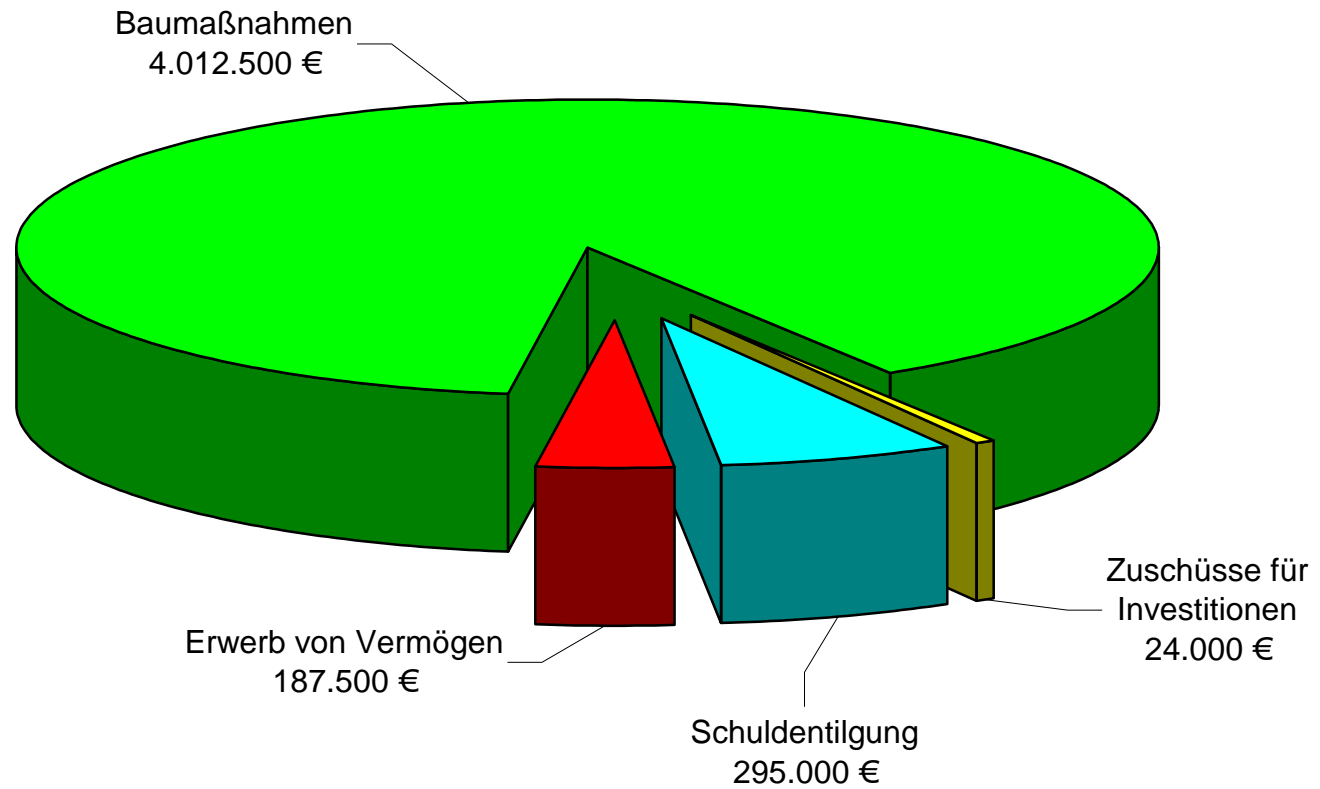 Baumaßnahmen
4.012.500 €
Erwerb von Vermögen
187.500 €
Schuldentilgung
295.000 €
Zuschüsse für
Investitionen
24.000 €